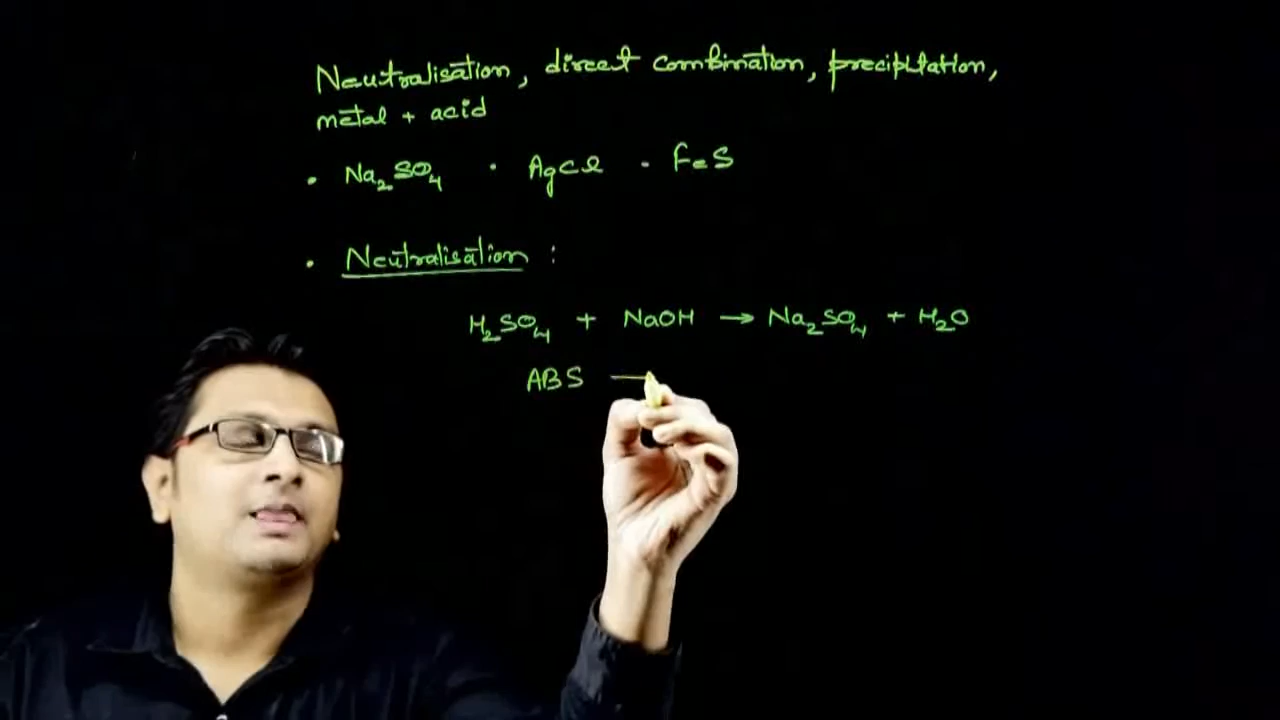 Neutralisation, direct combination, precipitation,
metal + acid
· Na₂SO₄ · AgCl · FeS
· Neutralisation :
H₂SO₄ + NaOH → Na₂SO₄ + H₂O
ABS —